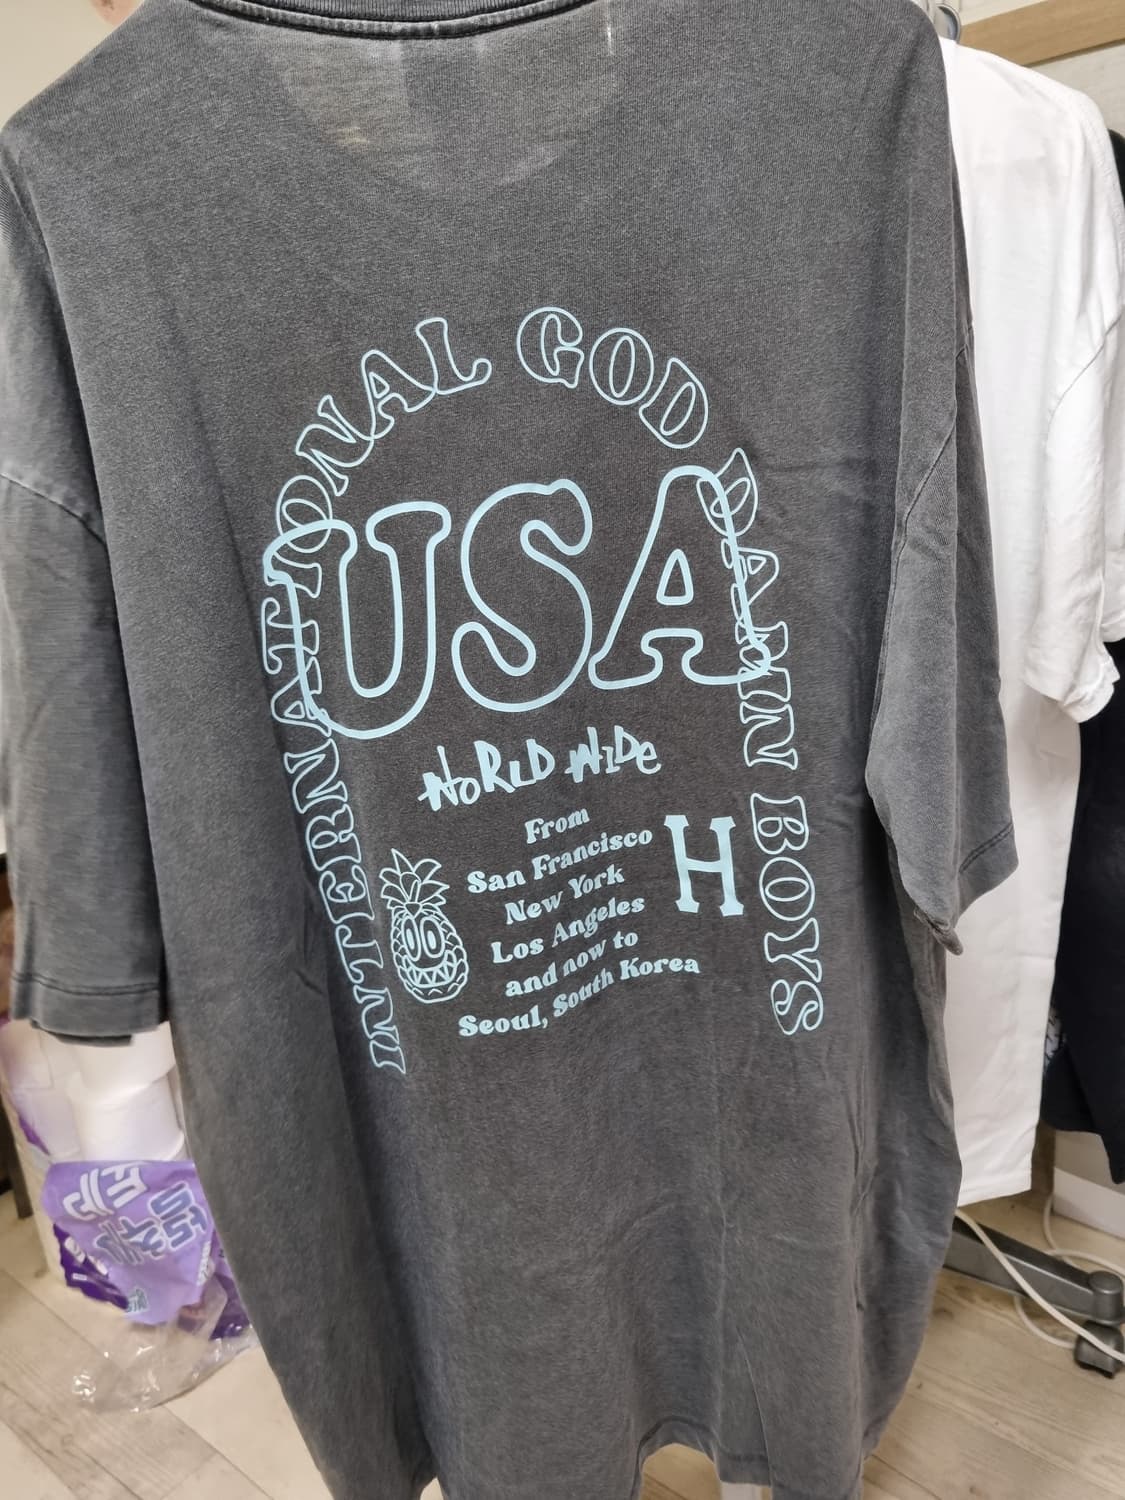 INTERNATIONAL GOD DAMN BOYS
USA
WORLD WIDE
From
San Francisco
New York
Los Angeles
and now to
Seoul, South Korea
H